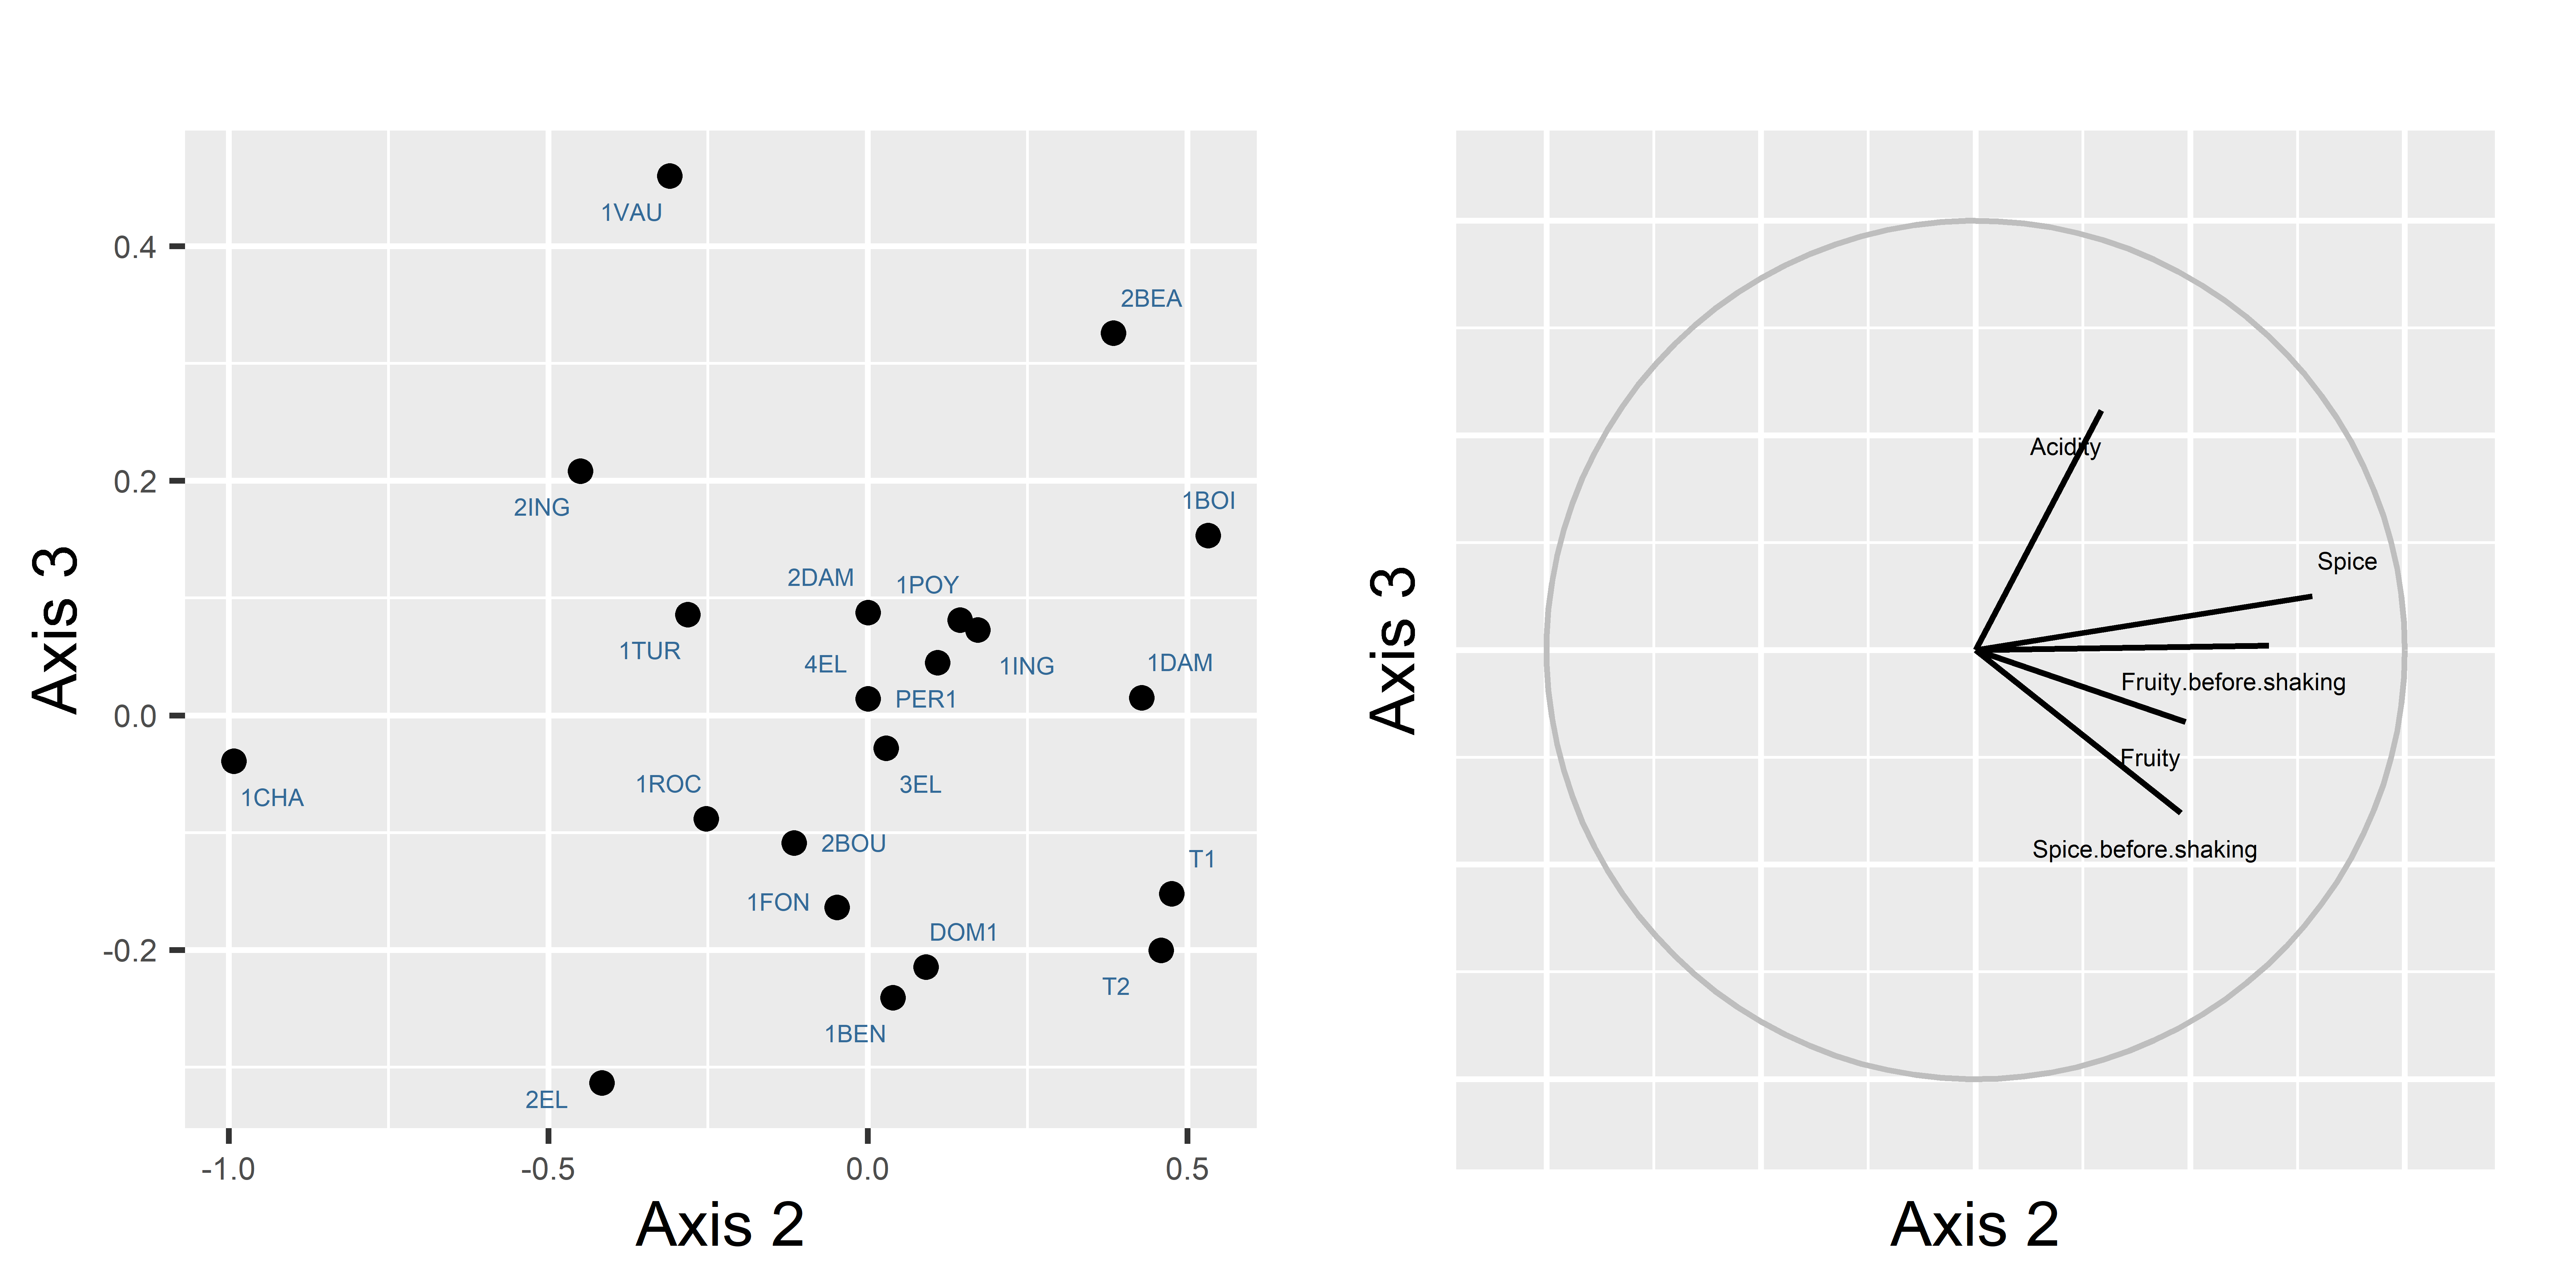 1VAU
0.4
2BEA
Acidity
0.2
2ING
1BOI
Spice
2DAM
1POY
1TUR
4EL
1ING
1DAM
Axis 3
Axis 3
PER1
Fruity.before.shaking
0.0
Fruity
1CHA
1ROC
3EL
2BOU
T1
Spice.before.shaking
1FON
DOM1
-0.2
T2
1BEN
2EL
-1.0
-0.5
0.0
0.5
Axis 2
Axis 2